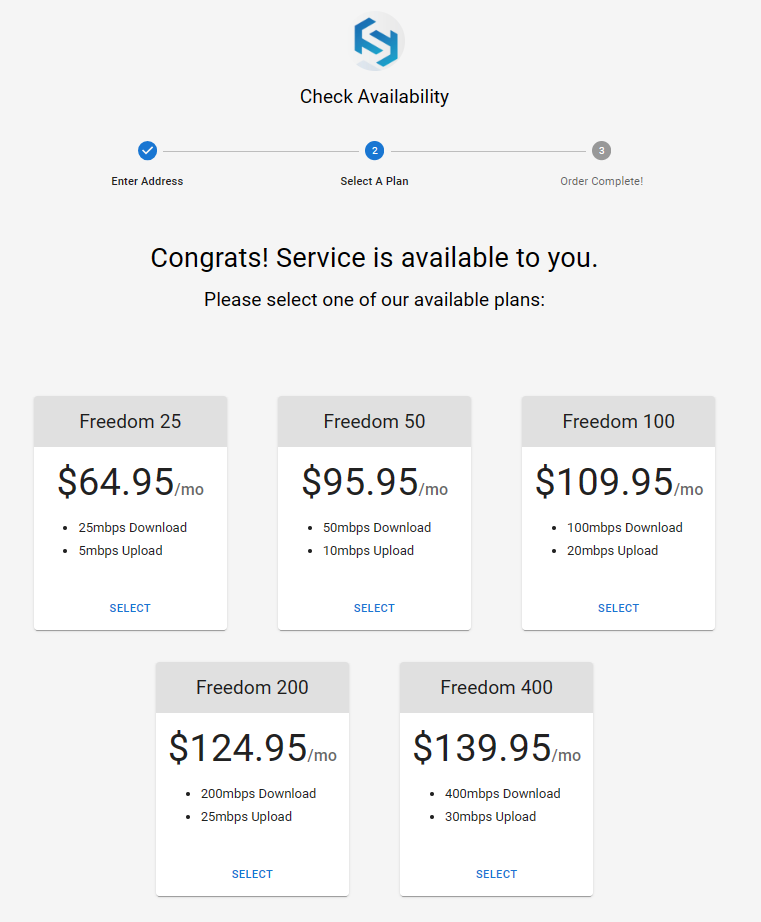 Check Availability
2
3
Enter Address
Select A Plan
Order Complete!
Congrats! Service is available to you.
Please select one of our available plans:
Freedom 25
$64.95/mo
25mbps Download
5mbps Upload
SELECT
Freedom 50
$95.95/mo
50mbps Download
10mbps Upload
SELECT
Freedom 100
$109.95/mo
100mbps Download
20mbps Upload
SELECT
Freedom 200
$124.95/mo
200mbps Download
25mbps Upload
SELECT
Freedom 400
$139.95/mo
400mbps Download
30mbps Upload
SELECT